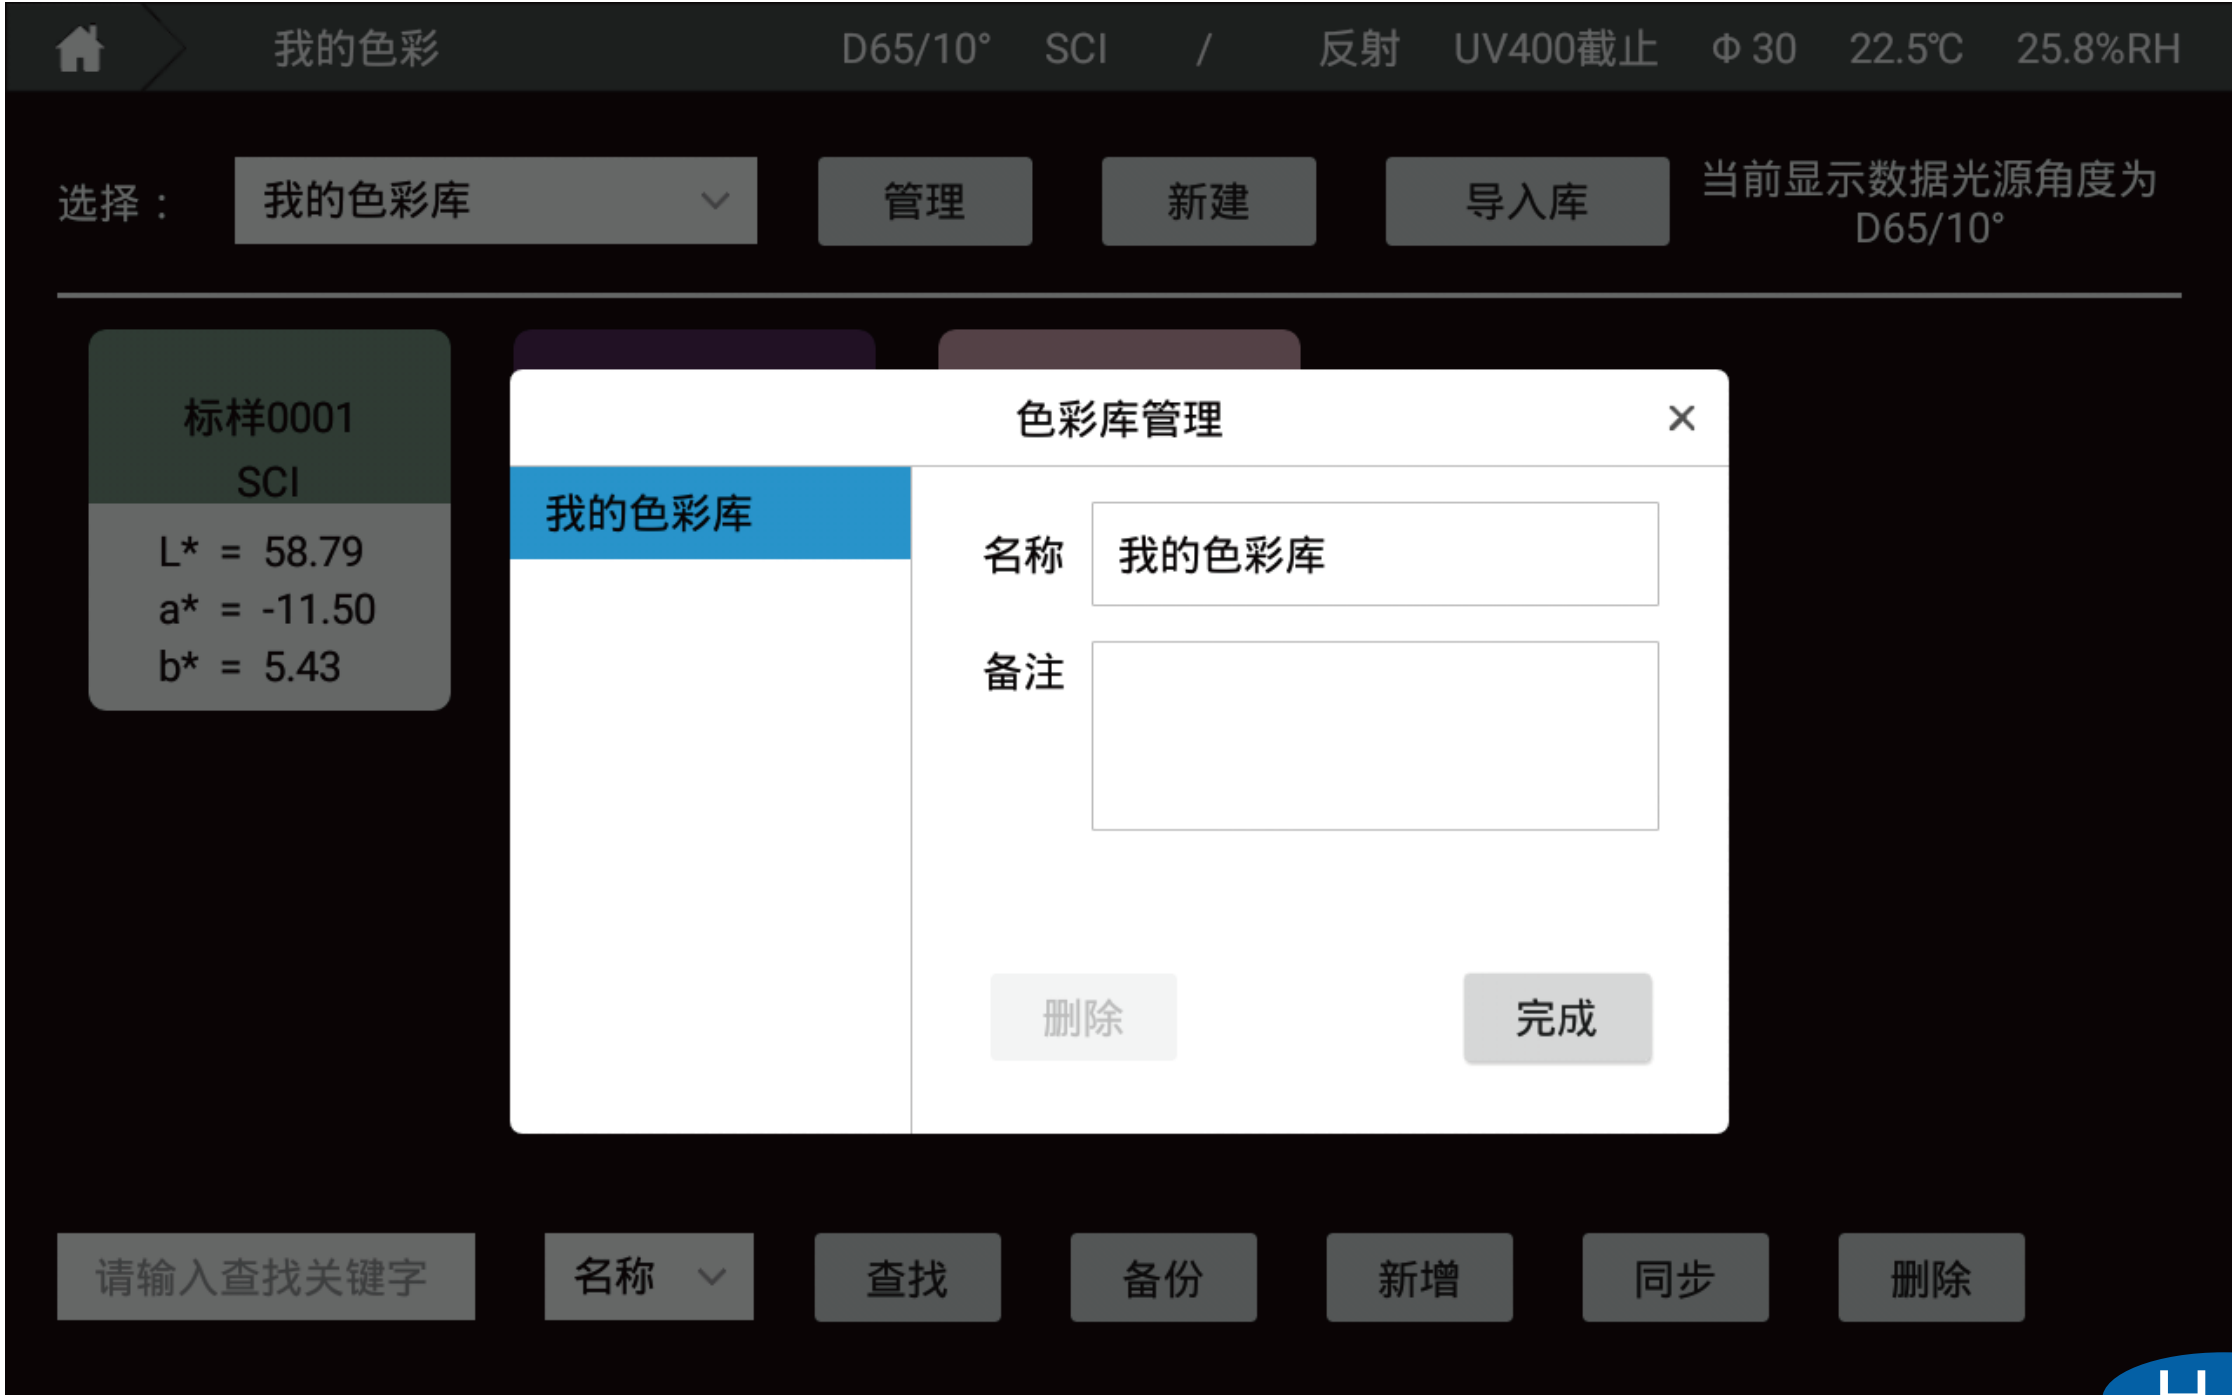 我的色彩 D65/10° SCI / 反射 UV400截止 Φ 30 22.5℃ 25.8%RH
选择： 我的色彩库 管理 新建 导入库 当前显示数据光源角度为
D65/10°
标样0001
SCI
L* = 58.79
a* = -11.50
b* = 5.43
色彩库管理 ×
我的色彩库
名称 我的色彩库
备注
删除 完成
请输入查找关键字 名称 查找 备份 新增 同步 删除